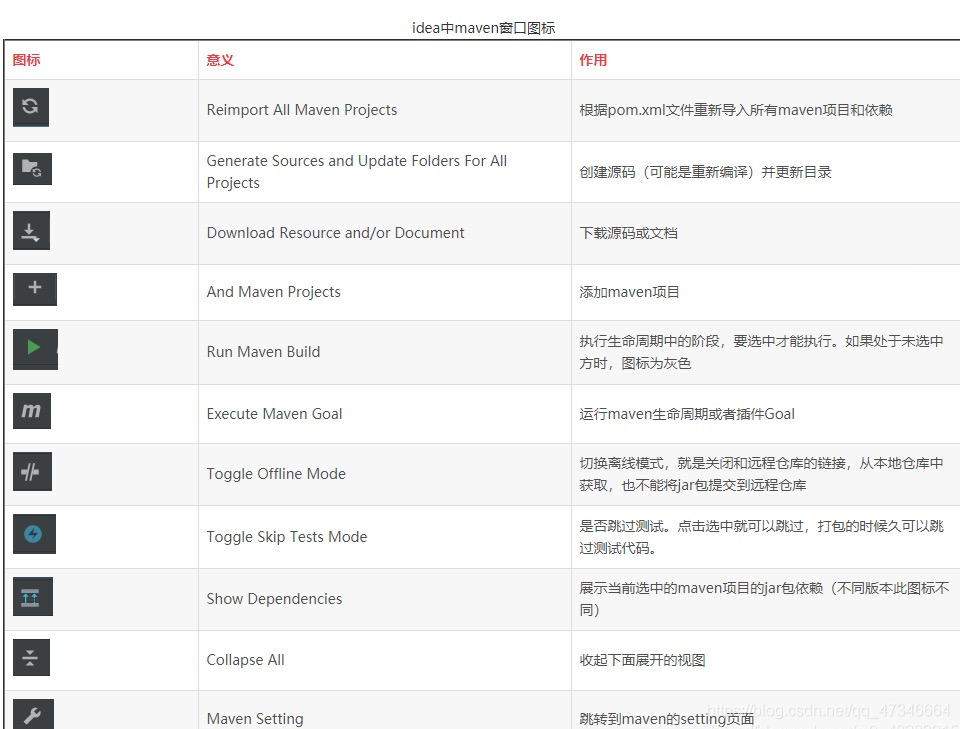 idea中maven窗口图标
图标 意义 作用
Reimport All Maven Projects 根据pom.xml文件重新导入所有maven项目和依赖
Generate Sources and Update Folders For All
Projects
创建源码（可能是重新编译）并更新目录
Download Resource and/or Document 下载源码或文档
And Maven Projects 添加maven项目
Run Maven Build
执行生命周期中的阶段，要选中才能执行。如果处于未选中
方时，图标为灰色
m
Execute Maven Goal 运行maven生命周期或者插件Goal
Toggle Offline Mode
切换离线模式，就是关闭和远程仓库的链接，从本地仓库中
获取，也不能将jar包提交到远程仓库
Toggle Skip Tests Mode
是否跳过测试。点击选中就可以跳过，打包的时候久可以跳
过测试代码。
Show Dependencies
展示当前选中的maven项目的jar包依赖（不同版本此图标不
同）
Collapse All 收起下面展开的视图
Maven Setting 跳转到maven的setting页面
https://blog.csdn.net/qq_47346664